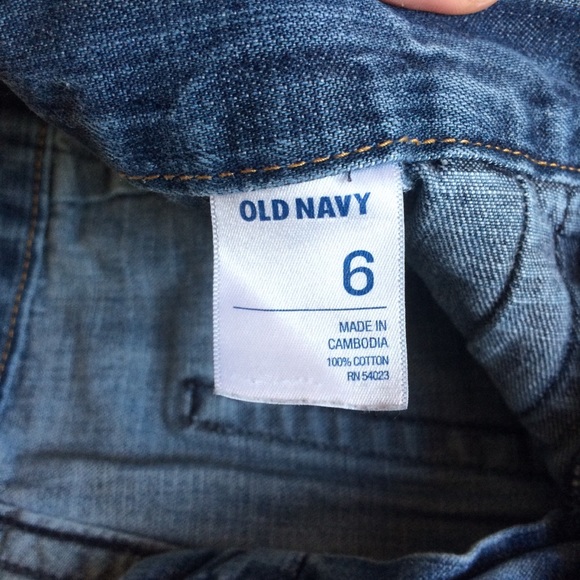 OLD NAVY
6
MADE IN
CAMBODIA
100% COTTON
RN 54023